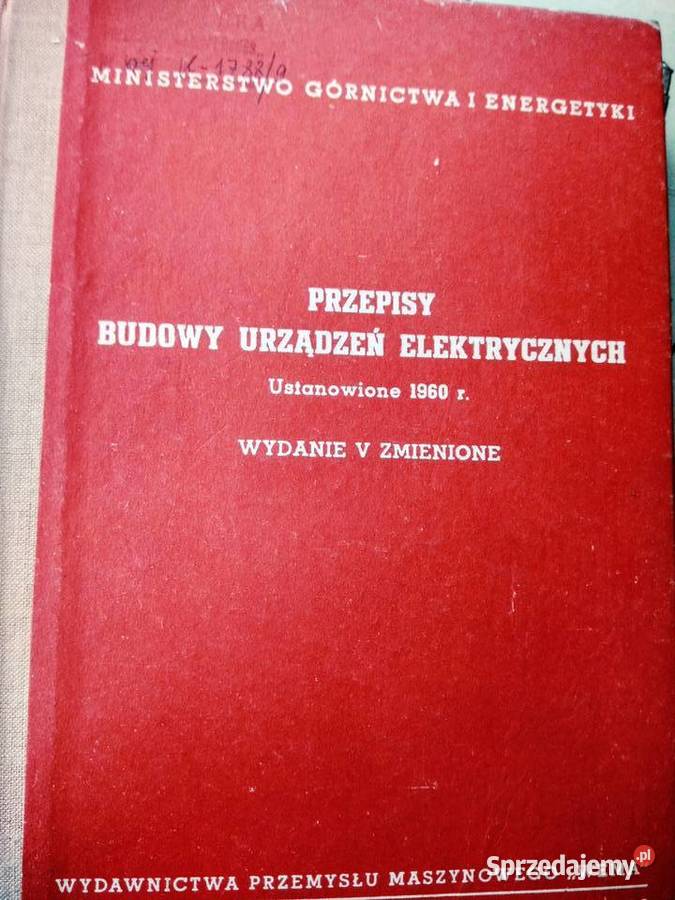 MINISTERSTWO GÓRNICTWA I ENERGETYKI
PRZEPISY
BUDOWY URZĄDZEŃ ELEKTRYCZNYCH
Ustanowione 1960 r.
WYDANIE V ZMIENIONE
WYDAWNICTWA PRZEMYSŁU MASZYNOWEGO
Sprzedajemy.pl